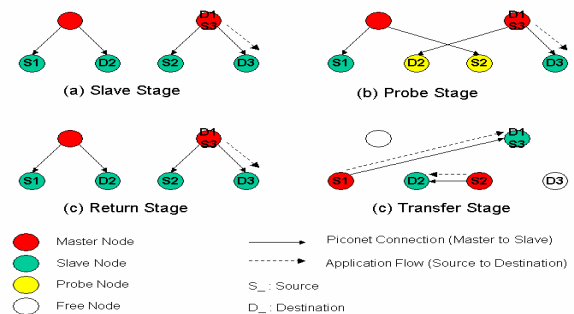 D1
S3
S1
D2
S2
D3
(a) Slave Stage
D1
S3
S1
D2
S2
D3
(b) Probe Stage
D1
S3
S1
D2
S2
D3
(c) Return Stage
D1
S3
S1
D2
S2
D3
(c) Transfer Stage
Master Node
Slave Node
Probe Node
Free Node
Piconet Connection (Master to Slave)
Application Flow (Source to Destination)
S_ : Source
D_ : Destination